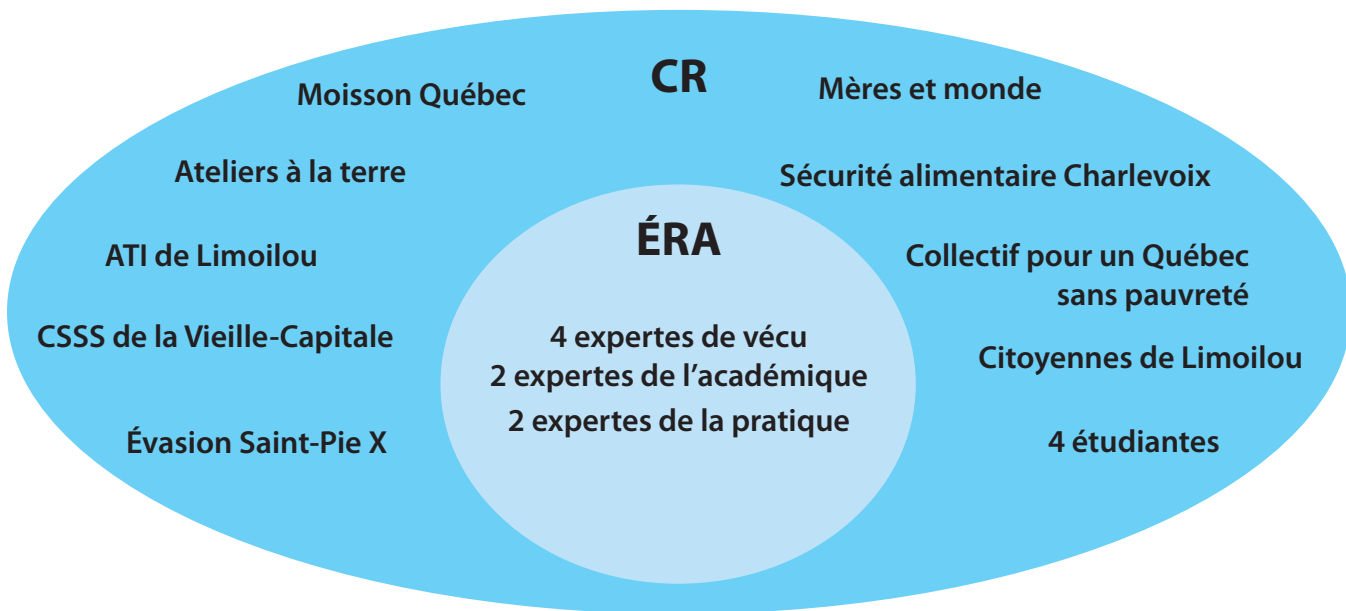 CR
Moisson Québec
Mères et monde
Ateliers à la terre
Sécurité alimentaire Charlevoix
ÉRA
ATI de Limoilou
Collectif pour un Québec
sans pauvreté
CSSS de la Vieille-Capitale
4 expertes de vécu
2 expertes de l’académique
2 expertes de la pratique
Citoyennes de Limoilou
Évasion Saint-Pie X
4 étudiantes